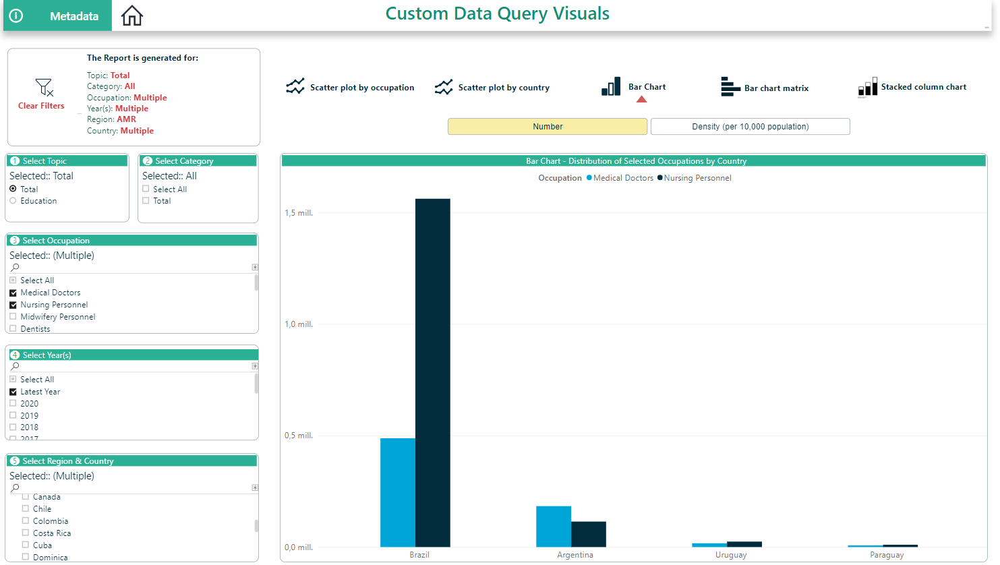 Metadata
Custom Data Query Visuals
The Report is generated for:
Topic: Total
Category: All
Occupation: Multiple
Year(s): Multiple
Region: AMR
Country: Multiple
Clear Filters
Scatter plot by occupation
Scatter plot by country
Bar Chart
Bar chart matrix
Stacked column chart
Number
Density (per 10,000 population)
1 Select Topic
Selected:: Total
Total
Education
2 Select Category
Selected:: All
Select All
Total
3 Select Occupation
Selected:: (Multiple)
Select All
Medical Doctors
Nursing Personnel
Midwifery Personnel
Dentists
4 Select Year(s)
Select All
Latest Year
2020
2019
2018
2017
5 Select Region & Country
Selected:: (Multiple)
Canada
Chile
Colombia
Costa Rica
Cuba
Dominica
Bar Chart - Distribution of Selected Occupations by Country
Occupation Medical Doctors Nursing Personnel
1,5 mill.
1,0 mill.
0,5 mill.
0,0 mill.
Brazil Argentina Uruguay Paraguay